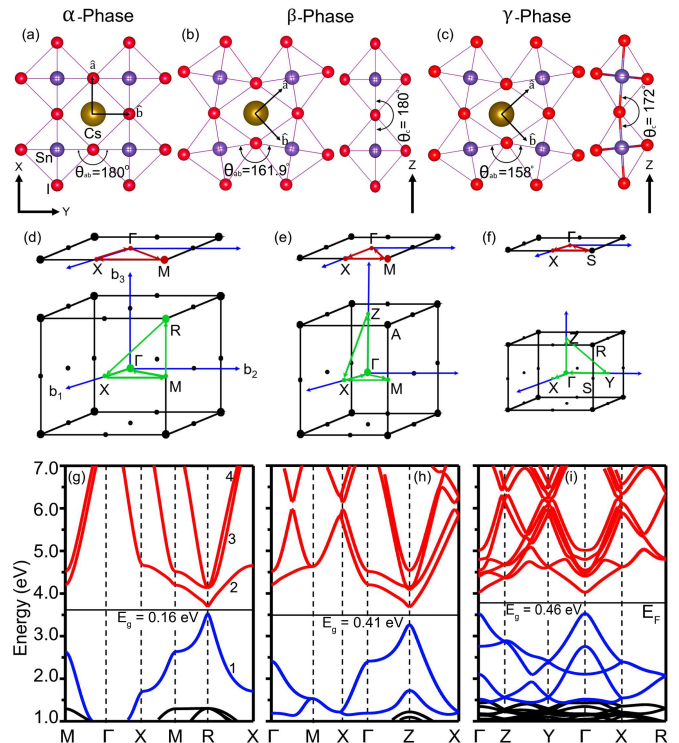 α-Phase β-Phase γ-Phase
(a) (b) (c)
â â â
b̂ b̂ b̂
Cs
Sn
I
θab=180°
θab=161.9°
θc= 180°
θab=158°
θc= 172°
X Y Z Z
(d) (e) (f)
Γ Γ Γ
X M X M X S
b3
R
Γ
b1 X M b2
Z
A
Γ
X M
Z
R
X Γ Y
S
Energy (eV)
7.0
6.0
5.0
4.0
3.0
2.0
1.0
(g) (h) (i)
4
3
2
1
Eg = 0.16 eV Eg = 0.41 eV Eg = 0.46 eV EF
M Γ X M R X Γ M X Γ Z X Γ Z Y Γ X R